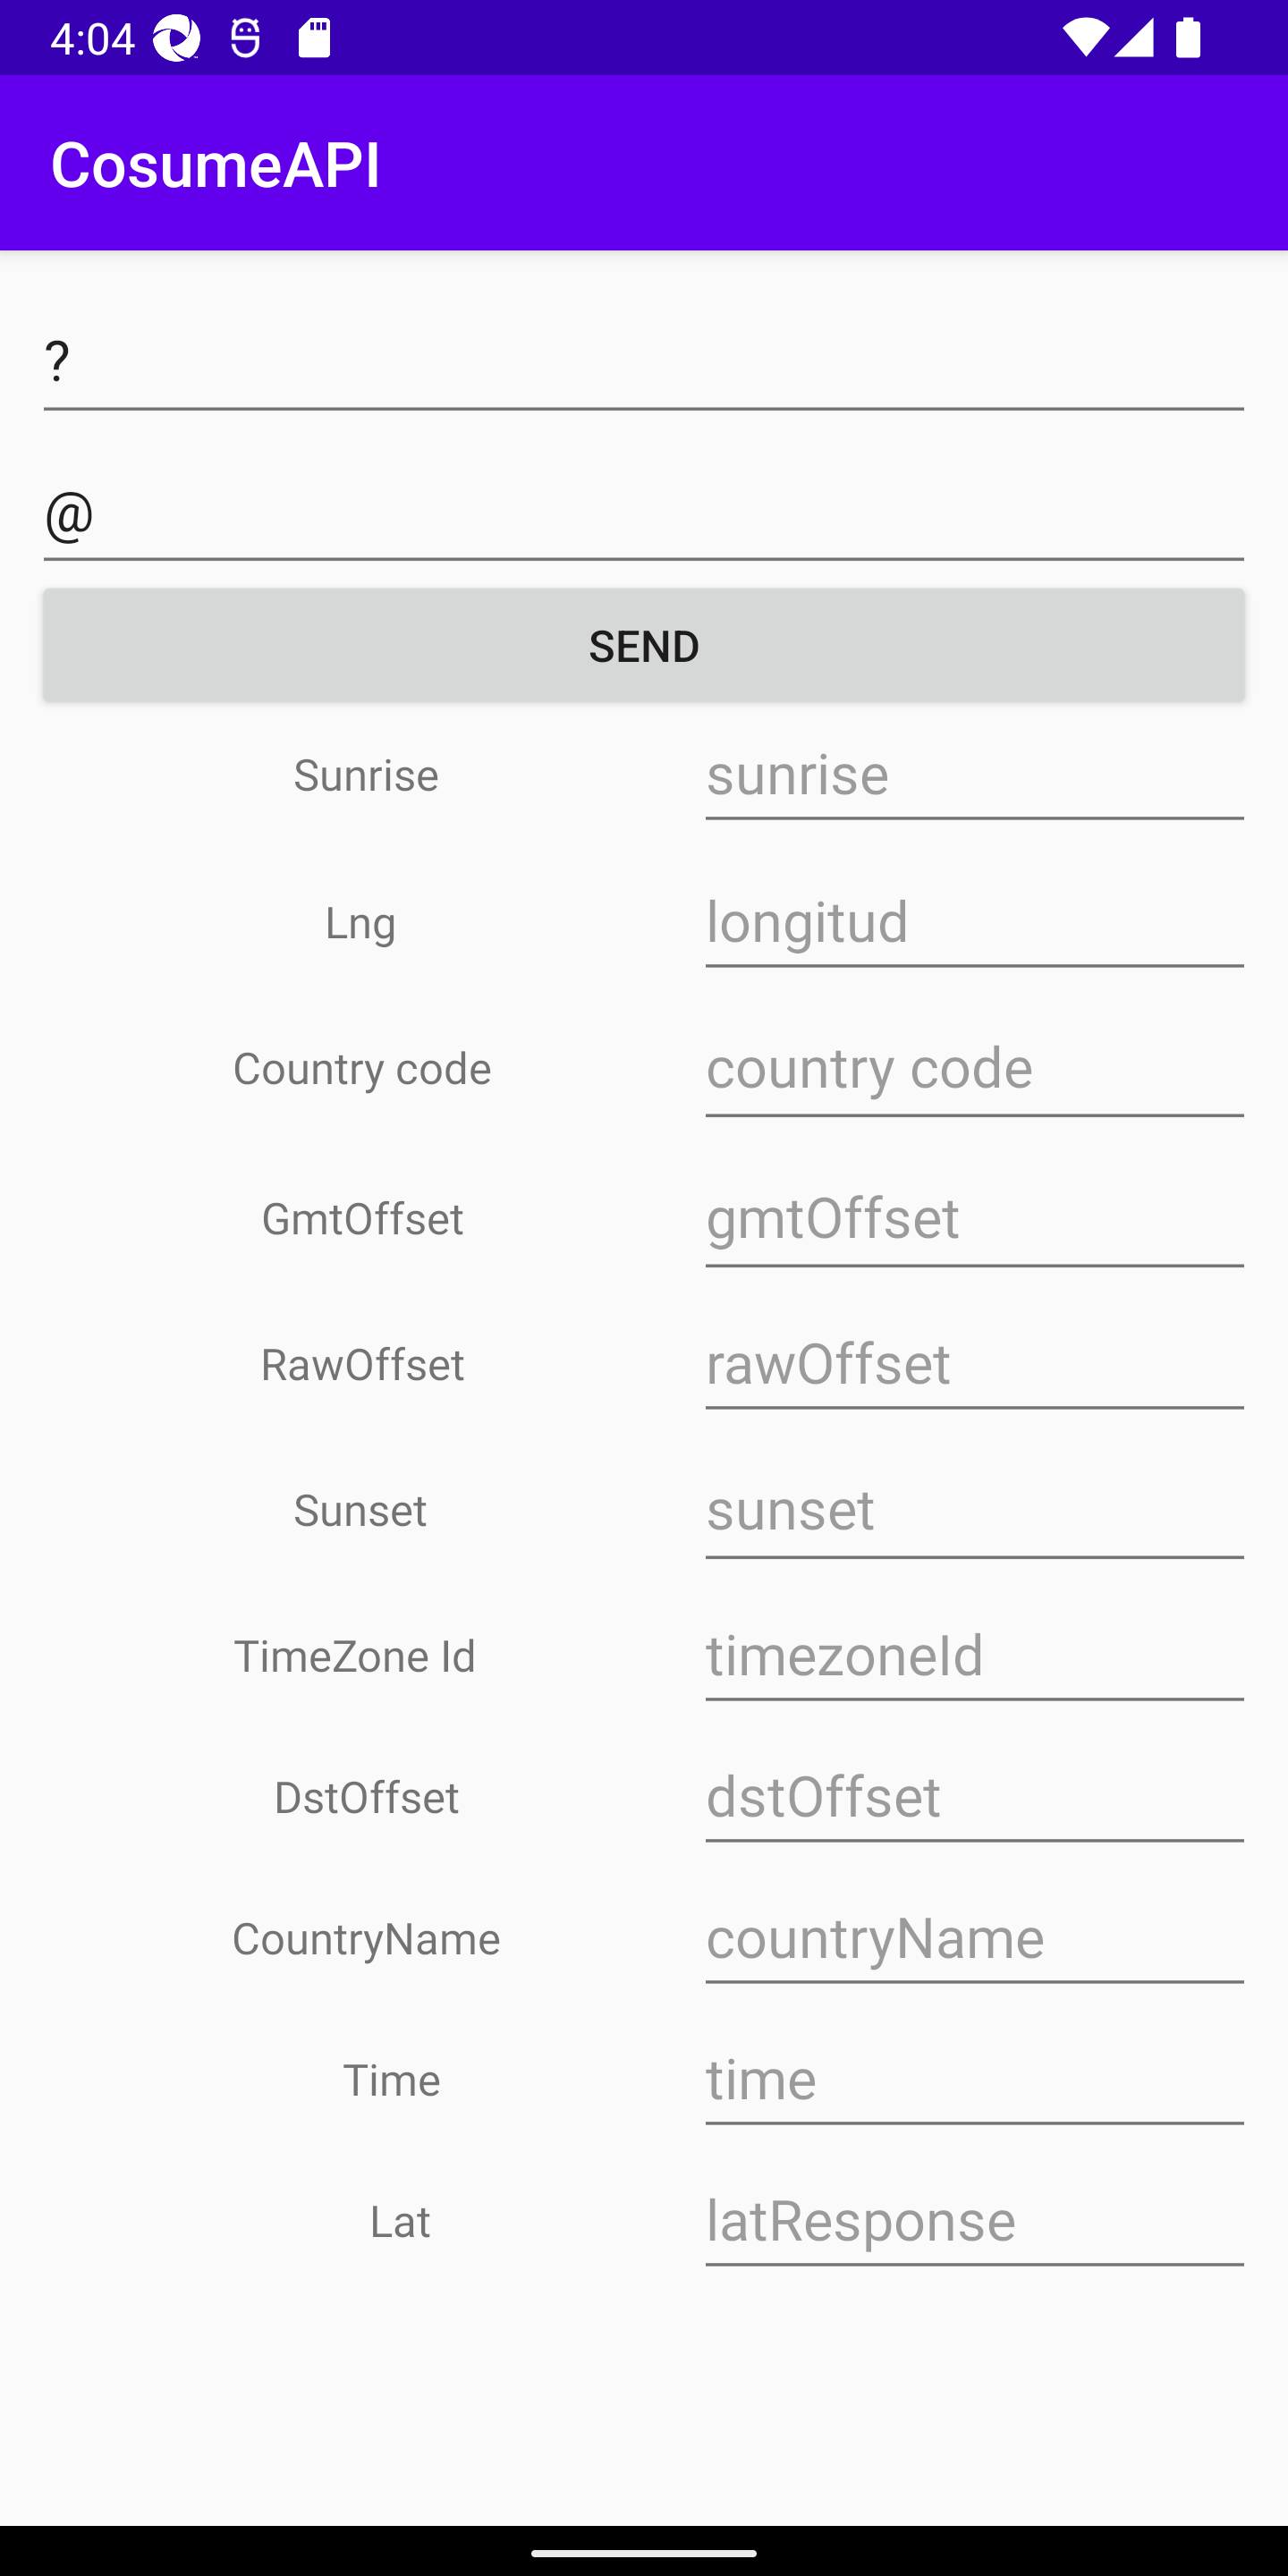 4:04
CosumeAPI
?
@
SEND
Sunrise sunrise
Lng longitud
Country code country code
GmtOffset gmtOffset
RawOffset rawOffset
Sunset sunset
TimeZone Id timezoneId
DstOffset dstOffset
CountryName countryName
Time time
Lat latResponse